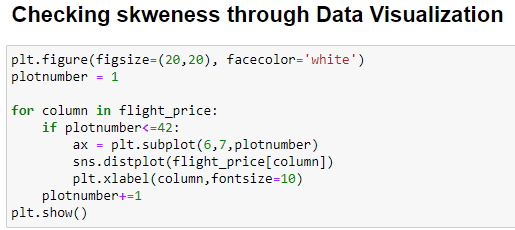 Checking skweness through Data Visualization
plt.figure(figsize=(20,20), facecolor='white')
plotnumber = 1

for column in flight_price:
    if plotnumber<=42:
        ax = plt.subplot(6,7,plotnumber)
        sns.distplot(flight_price[column])
        plt.xlabel(column,fontsize=10)
    plotnumber+=1
plt.show()